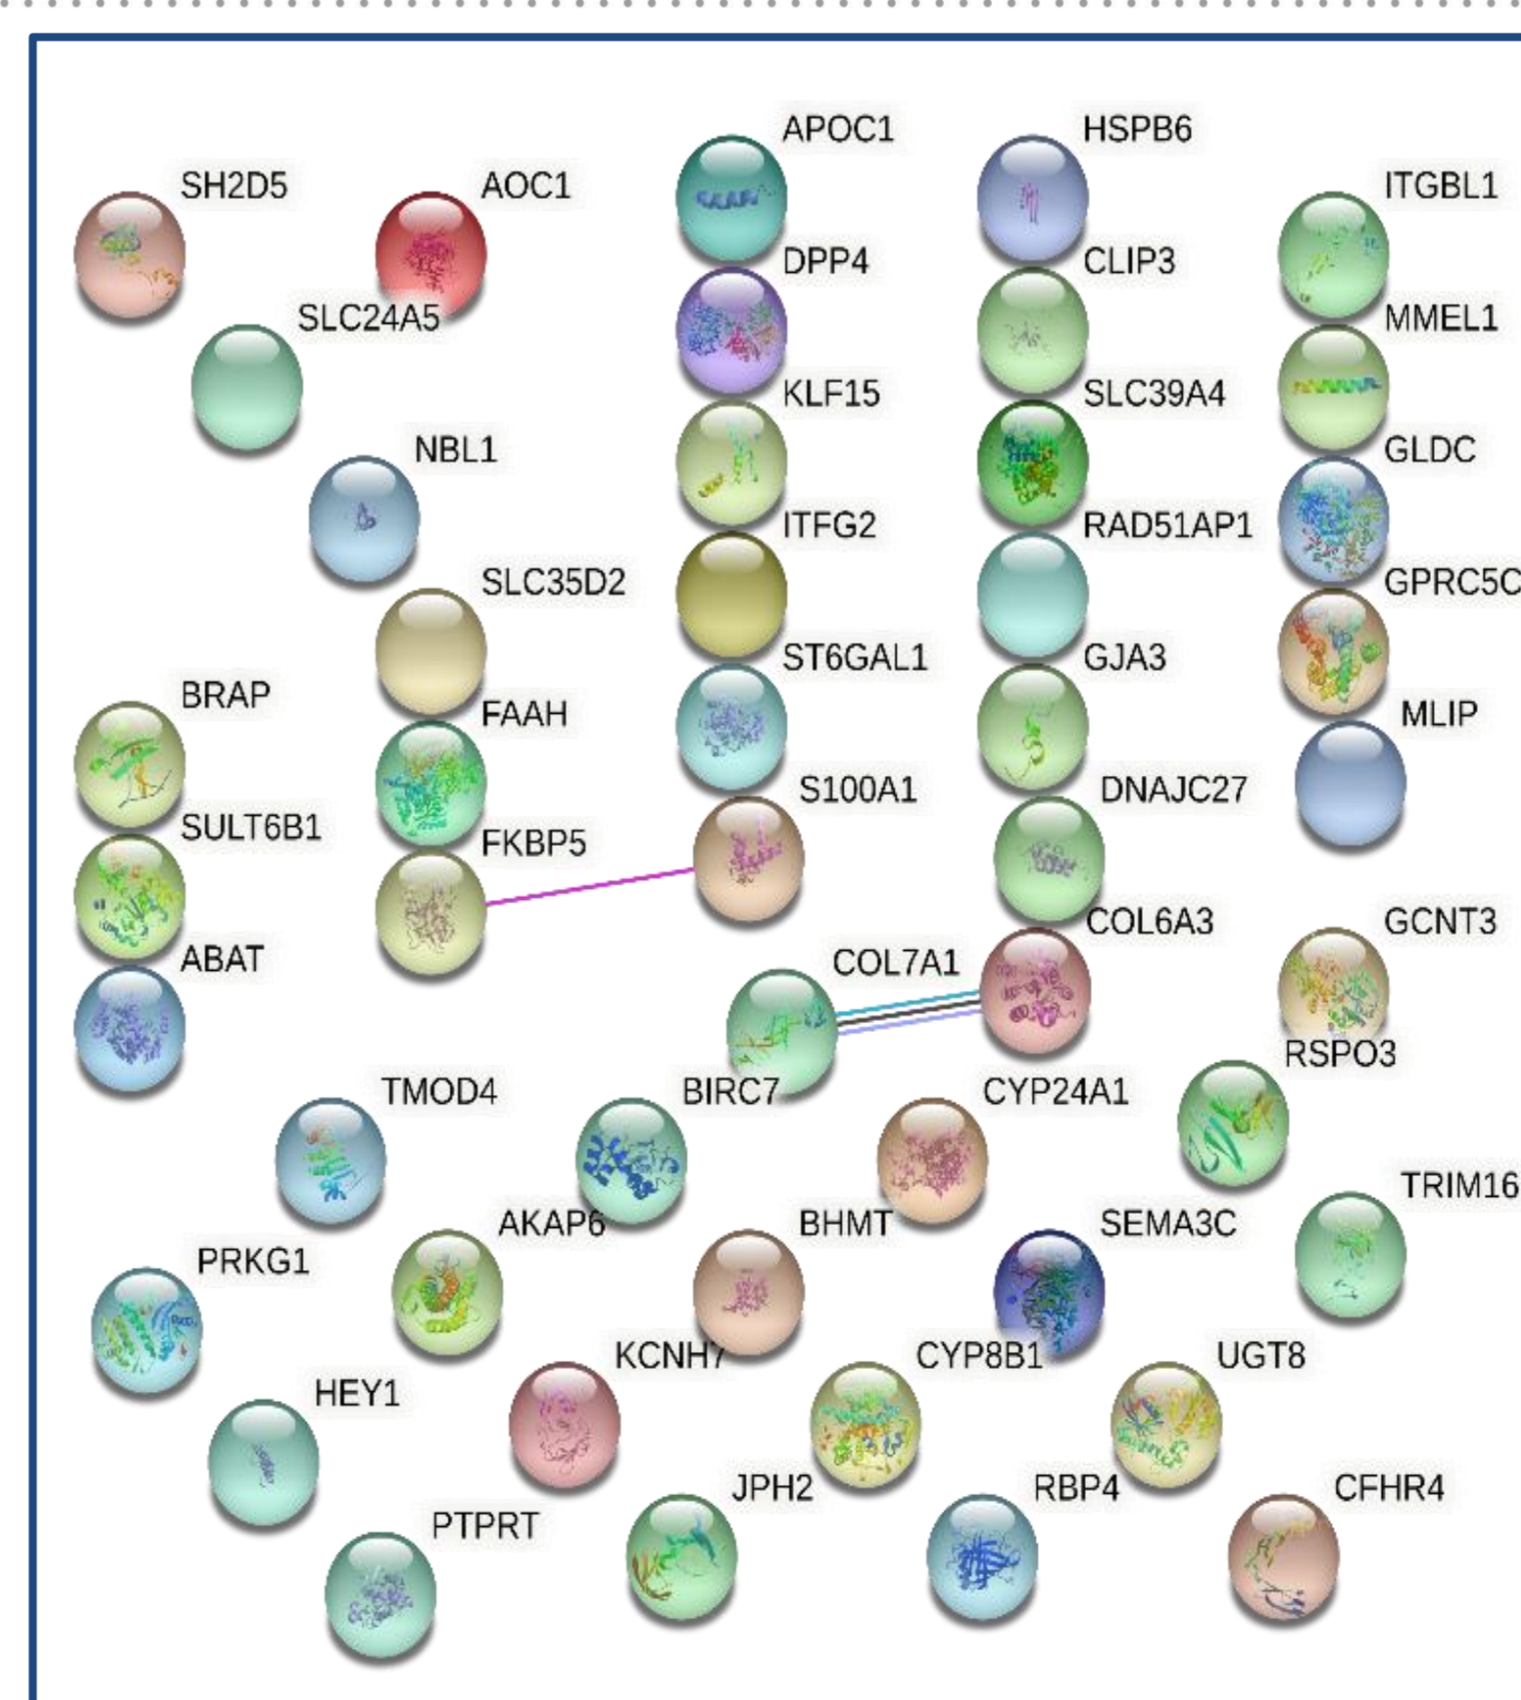 APOC1
HSPB6
SH2D5
AOC1
ITGBL1
DPP4
CLIP3
SLC24A5
MMEL1
KLF15
SLC39A4
NBL1
GLDC
ITFG2
RAD51AP1
SLC35D2
GPRC5C
ST6GAL1
GJA3
BRAP
FAAH
MLIP
S100A1
DNAJC27
SULT6B1
FKBP5
COL6A3
GCNT3
ABAT
COL7A1
RSPO3
TMOD4
BIRC7
CYP24A1
TRIM16
AKAP6
BHMT
SEMA3C
PRKG1
KCNH7
CYP8B1
UGT8
HEY1
JPH2
RBP4
CFHR4
PTPRT